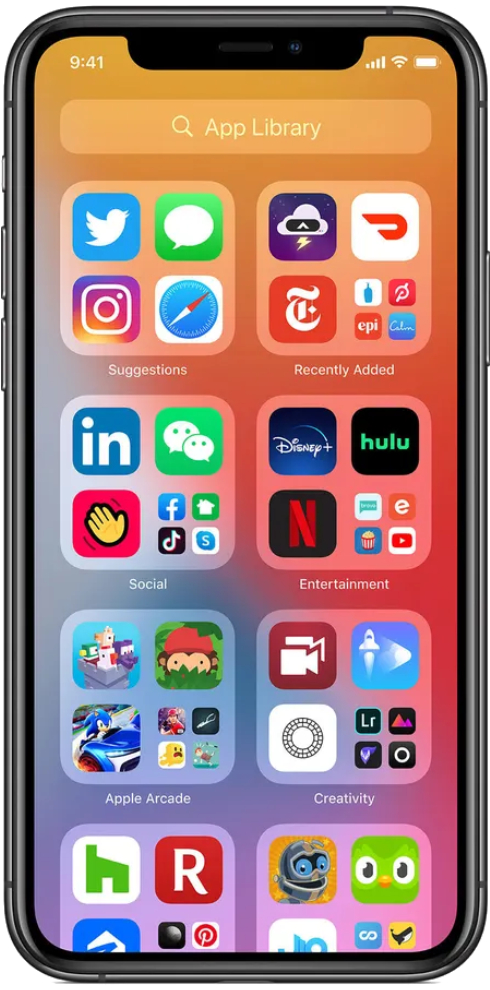 9:41
App Library
epi
Calm
Suggestions
Recently Added
in
Disney+
hulu
N
Social
Entertainment
Lr
Apple Arcade
Creativity
R